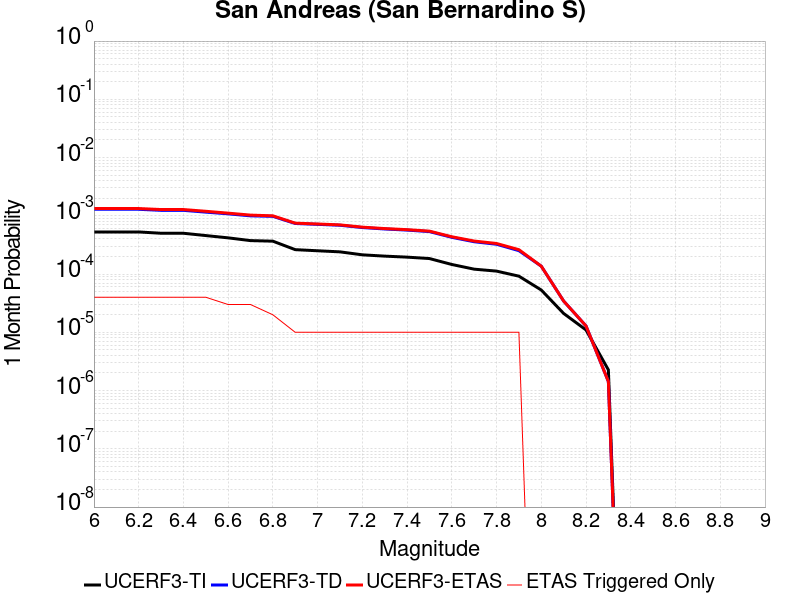 San Andreas (San Bernardino S)
10^0
10^-1
10^-2
10^-3
10^-4
10^-5
10^-6
10^-7
10^-8
1 Month Probability
6 6.2 6.4 6.6 6.8 7 7.2 7.4 7.6 7.8 8 8.2 8.4 8.6 8.8 9
Magnitude
UCERF3-TI UCERF3-TD UCERF3-ETAS ETAS Triggered Only